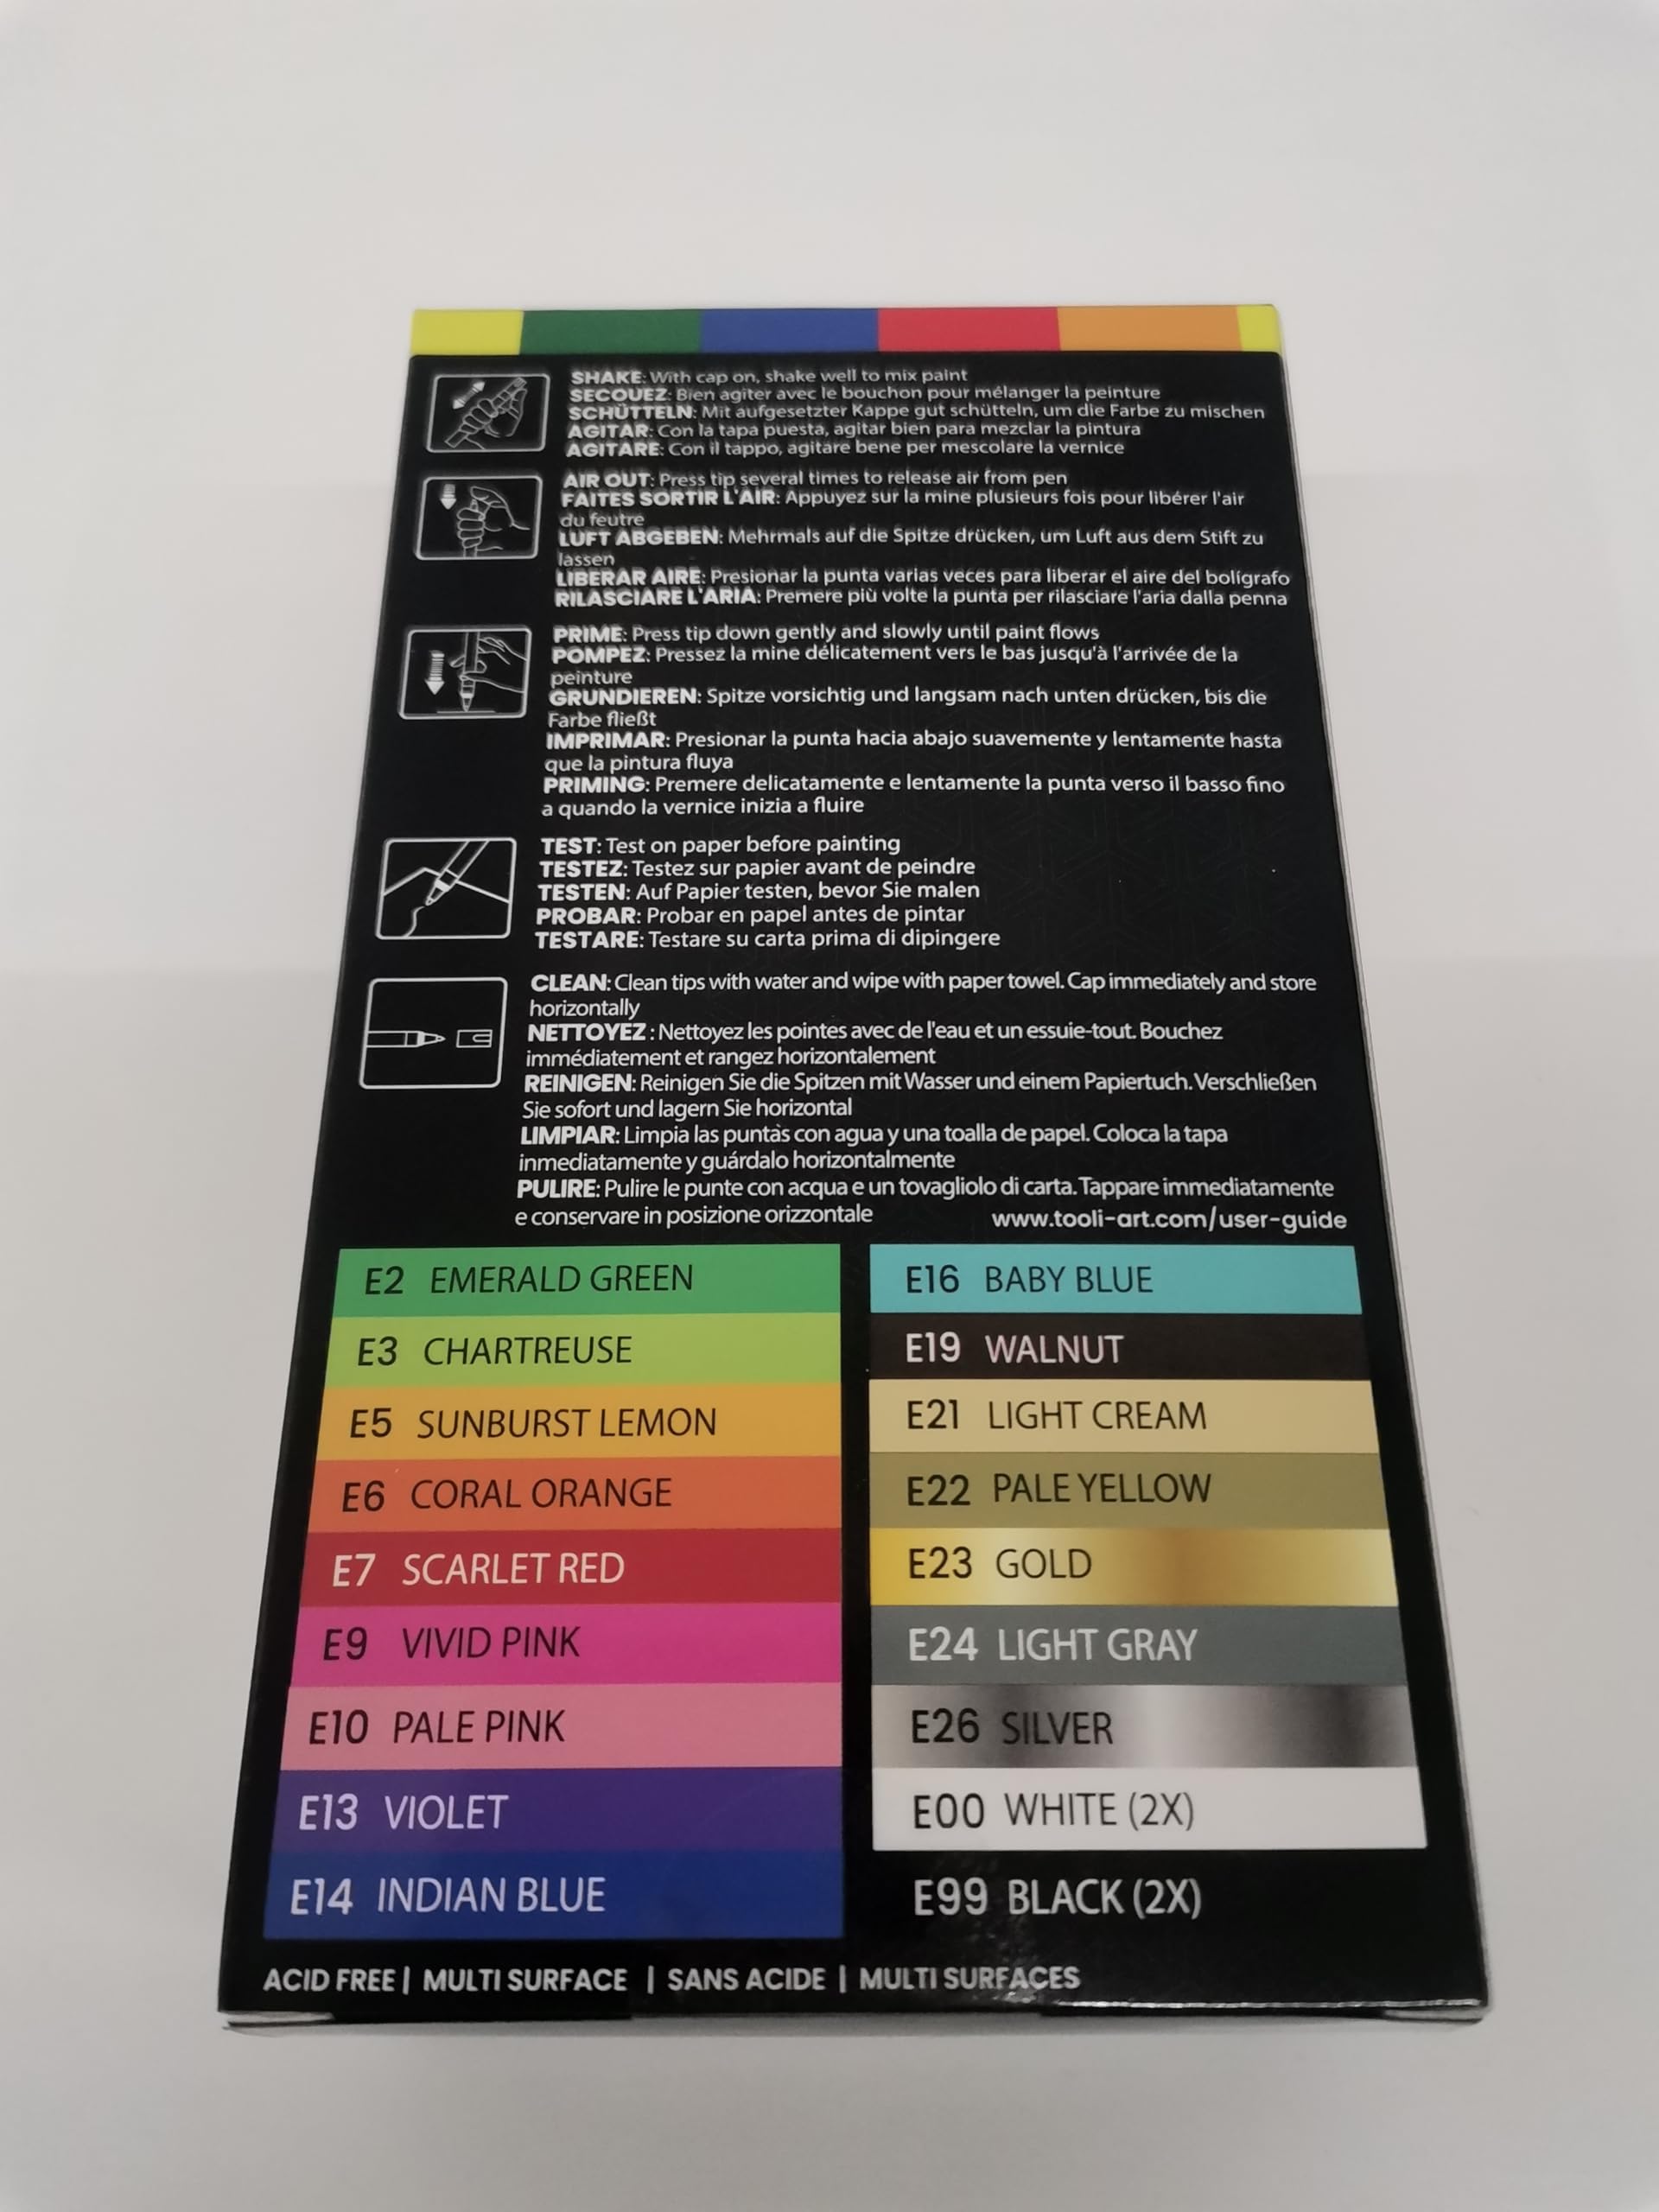 SHAKE: With cap on, shake well to mix paint
SECOUEZ: Bien agiter avec le bouchon pour mélanger la peinture
SCHÜTTELN: Mit aufgesetzter Kappe gut schütteln, um die Farbe zu mischen
AGITAR: Con la tapa puesta, agitar bien para mezclar la pintura
AGITARE: Con il tappo, agitare bene per mescolare la vernice
AIR OUT: Press tip several times to release air from pen
FAITES SORTIR L'AIR: Appuyez sur la mine plusieurs fois pour libérer l'air
du feutre
LUFT ABGEBEN: Mehrmals auf die Spitze drücken, um Luft aus dem Stift zu
lassen
LIBERAR AIRE: Presionar la punta varias veces para liberar el aire del bolígrafo
RILASCIARE L'ARIA: Premere più volte la punta per rilasciare l'aria dalla penna
PRIME: Press tip down gently and slowly until paint flows
POMPEZ: Pressez la mine délicatement vers le bas jusqu'à l'arrivée de la
peinture
GRUNDIEREN: Spitze vorsichtig und langsam nach unten drücken, bis die
Farbe fließt
IMPRIMAR: Presionar la punta hacia abajo suavemente y lentamente hasta
que la pintura fluya
PRIMING: Premere delicatamente e lentamente la punta verso il basso fino
a quando la vernice inizia a fluire
TEST: Test on paper before painting
TESTEZ: Testez sur papier avant de peindre
TESTEN: Auf Papier testen, bevor Sie malen
PROBAR: Probar en papel antes de pintar
TESTARE: Testare su carta prima di dipingere
CLEAN: Clean tips with water and wipe with paper towel. Cap immediately and store
horizontally
NETTOYEZ : Nettoyez les pointes avec de l'eau et un essuie-tout. Bouchez
immédiatement et rangez horizontalement
REINIGEN: Reinigen Sie die Spitzen mit Wasser und einem Papiertuch. Verschließen
Sie sofort und lagern Sie horizontal
LIMPIAR: Limpia las puntas con agua y una toalla de papel. Coloca la tapa
inmediatamente y guárdalo horizontalmente
PULIRE: Pulire le punte con acqua e un tovagliolo di carta. Tappare immediatamente
e conservare in posizione orizzontale
www.tooli-art.com/user-guide
E2 EMERALD GREEN
E3 CHARTREUSE
E5 SUNBURST LEMON
E6 CORAL ORANGE
E7 SCARLET RED
E9 VIVID PINK
E10 PALE PINK
E13 VIOLET
E14 INDIAN BLUE
E16 BABY BLUE
E19 WALNUT
E21 LIGHT CREAM
E22 PALE YELLOW
E23 GOLD
E24 LIGHT GRAY
E26 SILVER
E00 WHITE (2X)
E99 BLACK (2X)
ACID FREE | MULTI SURFACE | SANS ACIDE | MULTI SURFACES